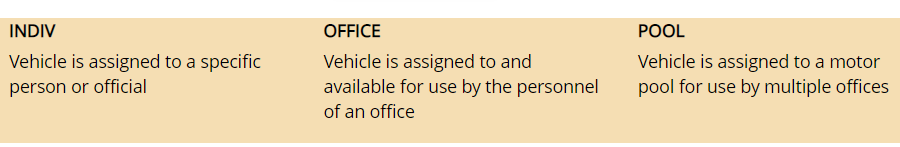 INDIV
Vehicle is assigned to a specific
person or official
OFFICE
Vehicle is assigned to and
available for use by the personnel
of an office
POOL
Vehicle is assigned to a motor
pool for use by multiple offices